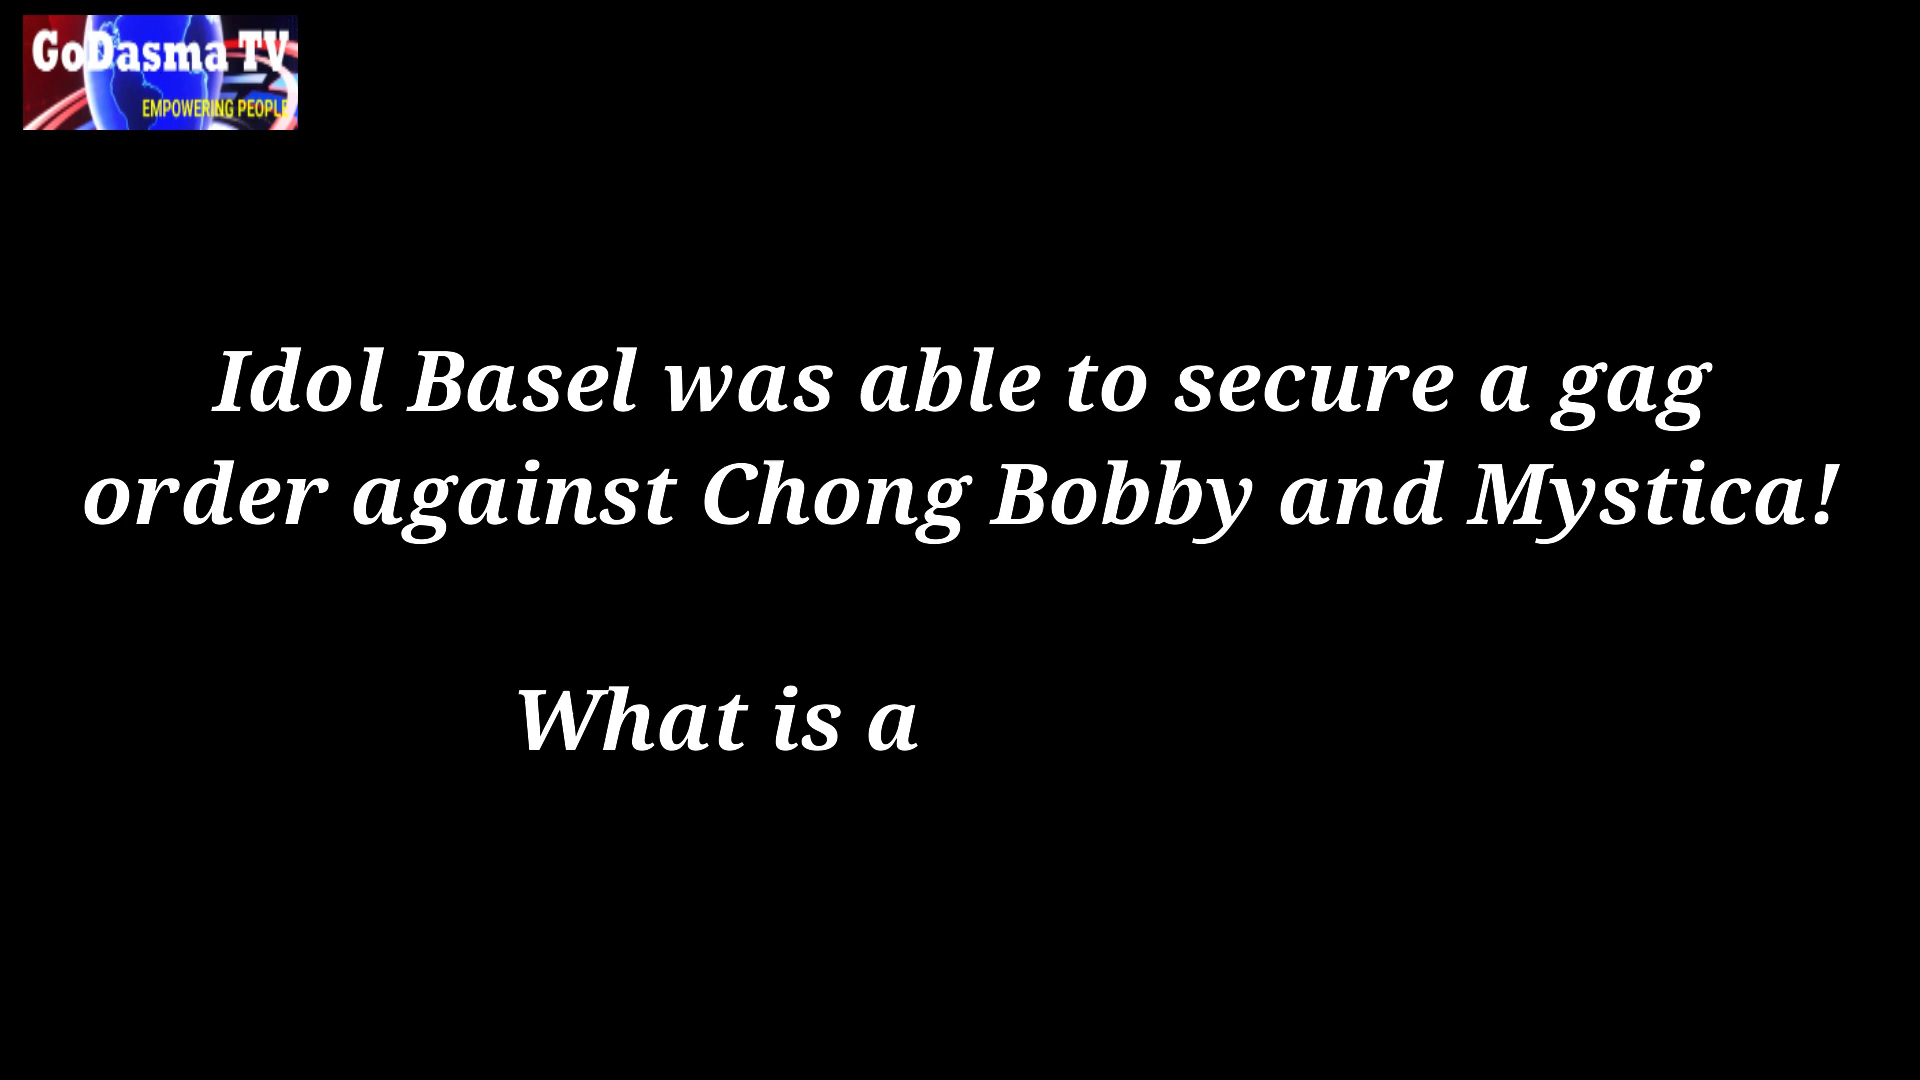 GoDasma TV
EMPOWERING PEOPLE
Idol Basel was able to secure a gag
order against Chong Bobby and Mystica!
What is a